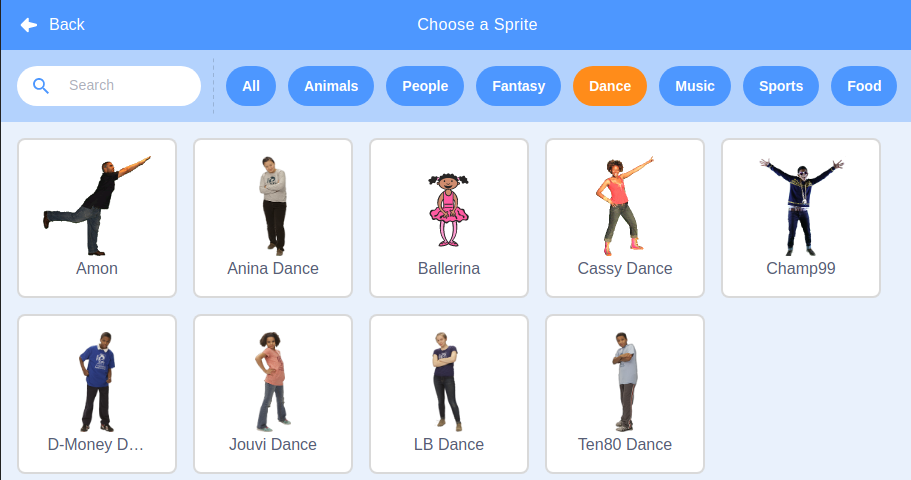 Back
Choose a Sprite
Search
All
Animals
People
Fantasy
Dance
Music
Sports
Food
Amon
Anina Dance
Ballerina
Cassy Dance
Champ99
D-Money D…
Jouvi Dance
LB Dance
Ten80 Dance